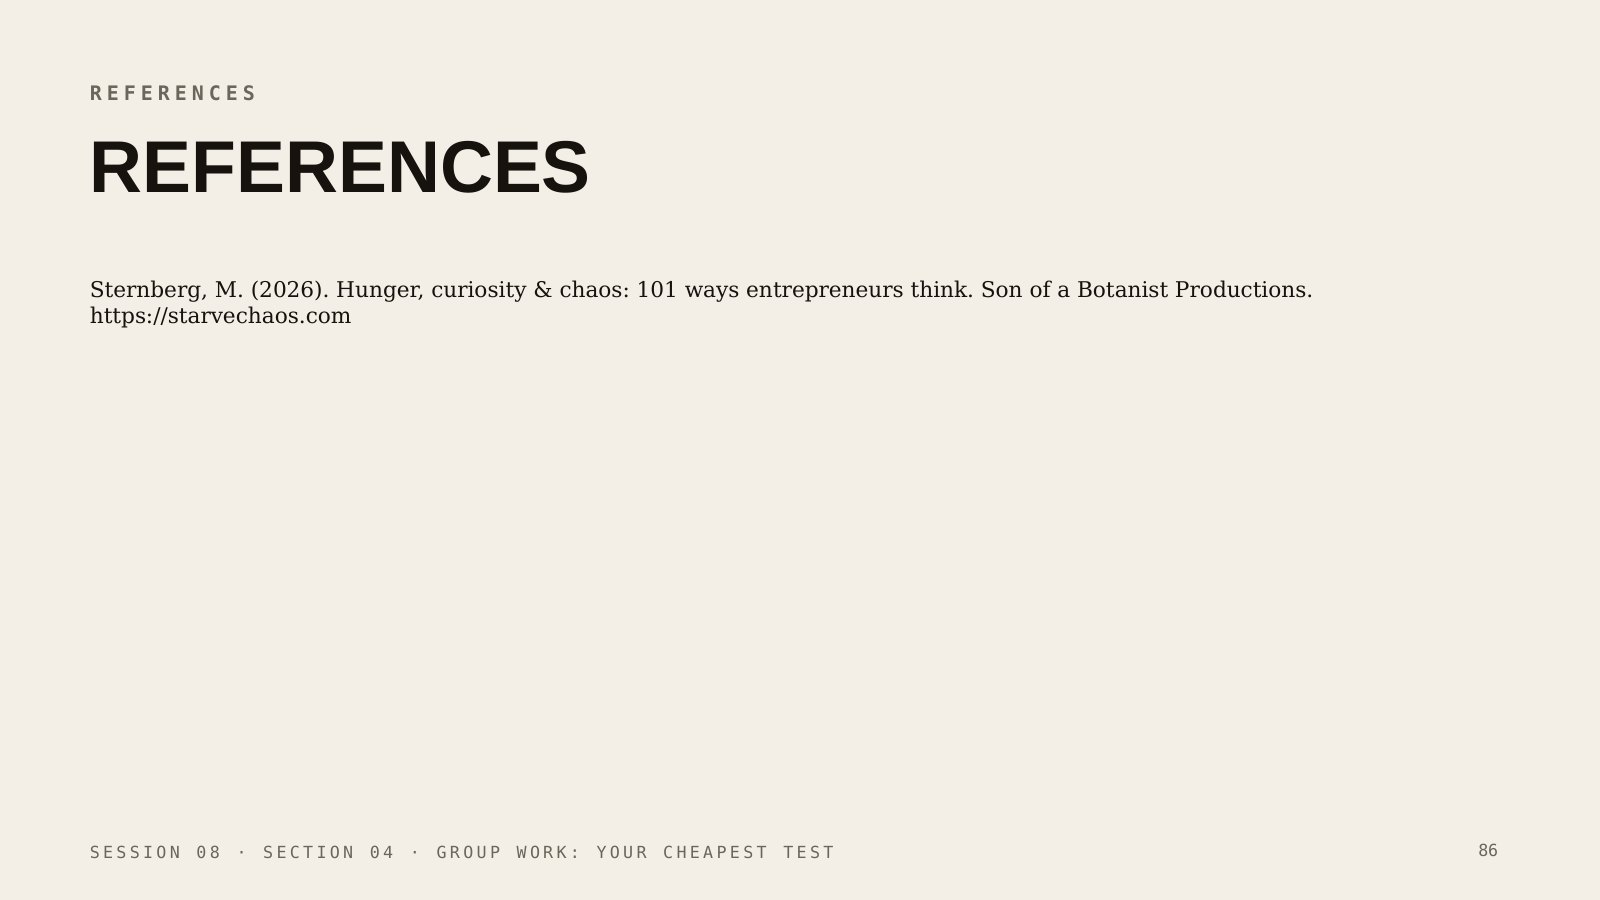 REFERENCES
REFERENCES
Sternberg, M. (2026). Hunger, curiosity & chaos: 101 ways entrepreneurs think. Son of a Botanist Productions.
https://starvechaos.com
SESSION 08 · SECTION 04 · GROUP WORK: YOUR CHEAPEST TEST
86